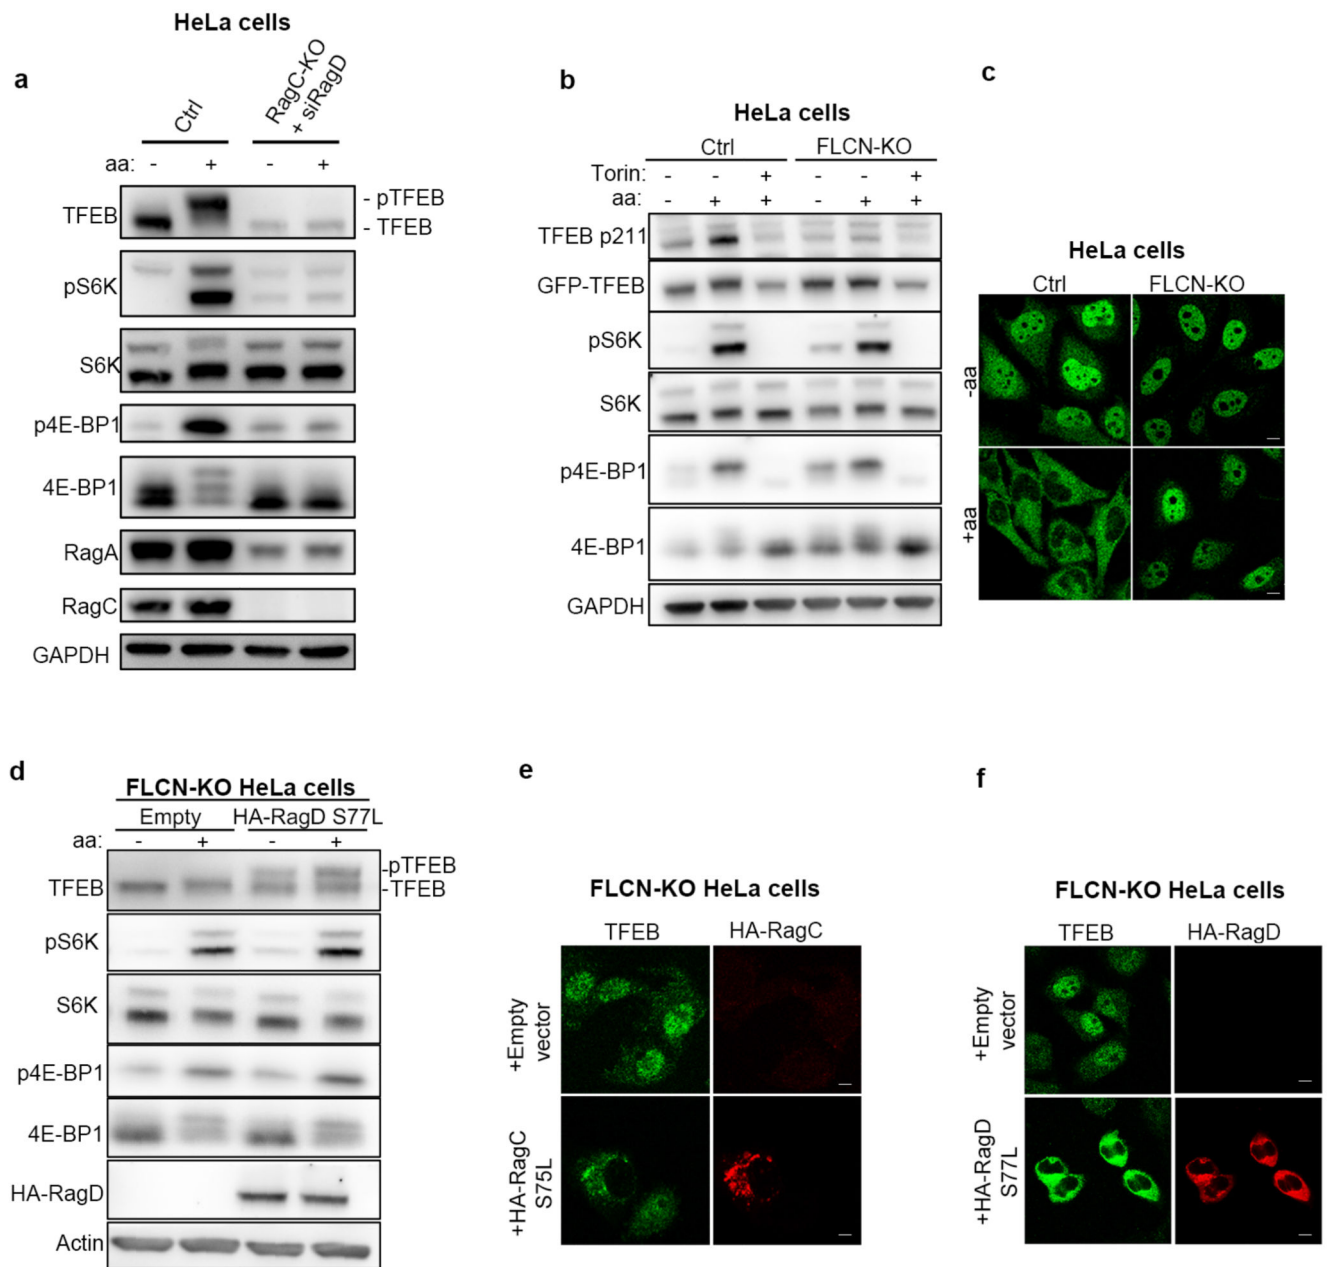 HeLa cells
a
Ctrl
RagC-KO
+ siRagD
aa: - + - +
TFEB
- pTFEB
- TFEB
pS6K
S6K
p4E-BP1
4E-BP1
RagA
RagC
GAPDH
b
HeLa cells
Ctrl FLCN-KO
Torin: - - + - - +
aa: - + + - + +
TFEB p211
GFP-TFEB
pS6K
S6K
p4E-BP1
4E-BP1
GAPDH
c
HeLa cells
Ctrl FLCN-KO
-aa
+aa
d
FLCN-KO HeLa cells
Empty HA-RagD S77L
aa: - + - +
TFEB
-pTFEB
-TFEB
pS6K
S6K
p4E-BP1
4E-BP1
HA-RagD
Actin
e
FLCN-KO HeLa cells
TFEB HA-RagC
+Empty
vector
+HA-RagC
S75L
f
FLCN-KO HeLa cells
TFEB HA-RagD
+Empty
vector
+HA-RagD
S77L